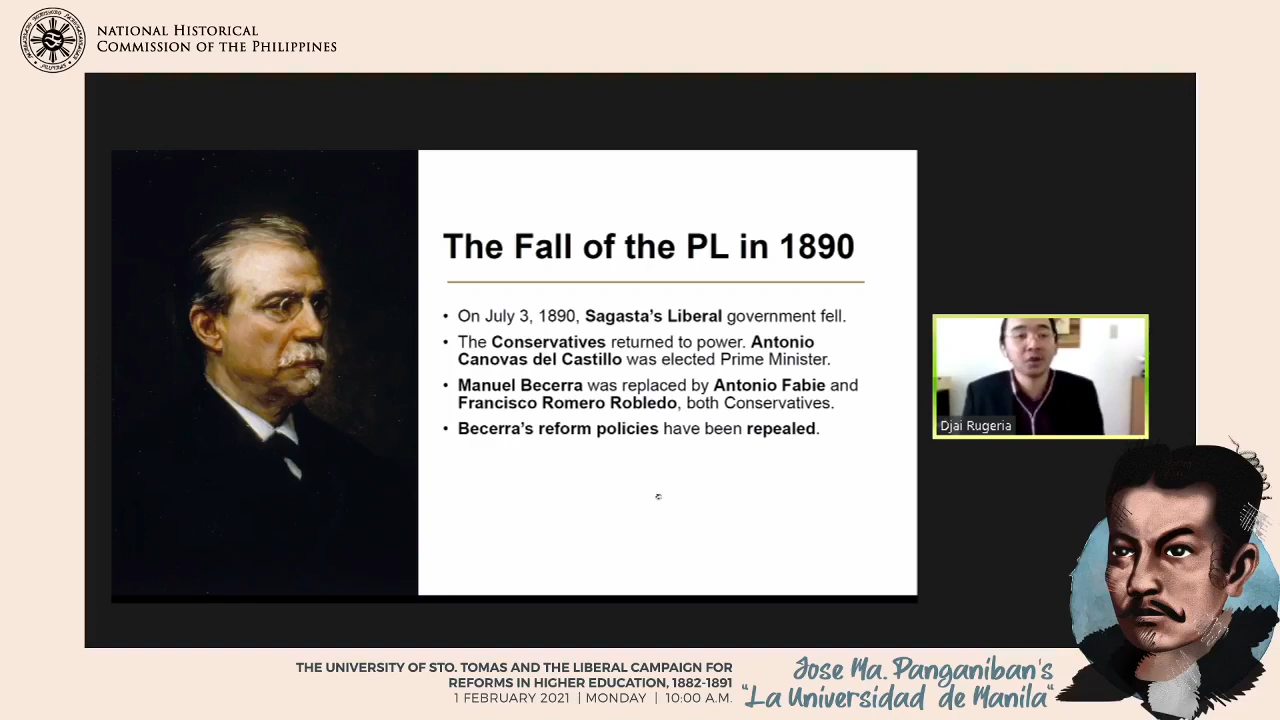 NATIONAL HISTORICAL
COMMISSION OF THE PHILIPPINES
The Fall of the PL in 1890
• On July 3, 1890, Sagasta's Liberal government fell.
• The Conservatives returned to power. Antonio
Canovas del Castillo was elected Prime Minister.
• Manuel Becerra was replaced by Antonio Fabie and
Francisco Romero Robledo, both Conservatives.
• Becerra's reform policies have been repealed.
Djai Rugeria
THE UNIVERSITY OF STO. TOMAS AND THE LIBERAL CAMPAIGN FOR
REFORMS IN HIGHER EDUCATION, 1882-1891
1 FEBRUARY 2021 | MONDAY | 10:00 A.M.
Jose Ma. Panganiban's
"La Universidad de Manila"